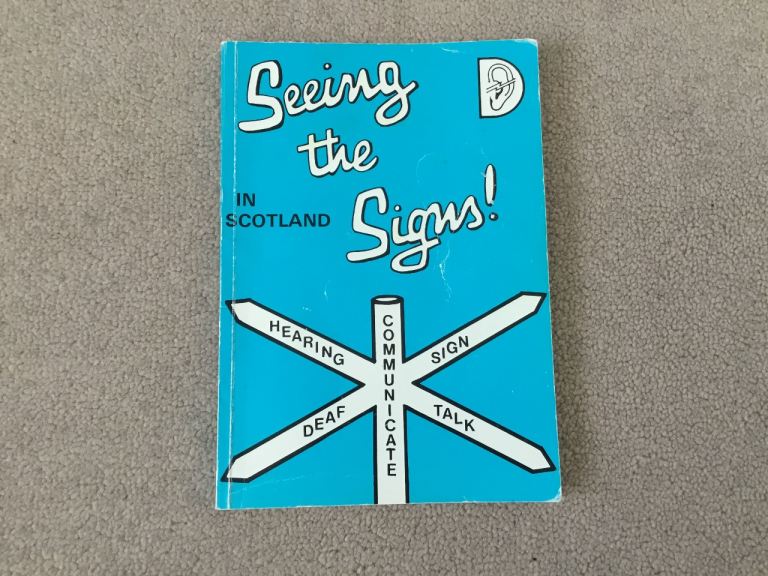 Seeing
the
Signs!
IN
SCOTLAND
HEARING
COMMUNICATE
SIGN
DEAF
TALK